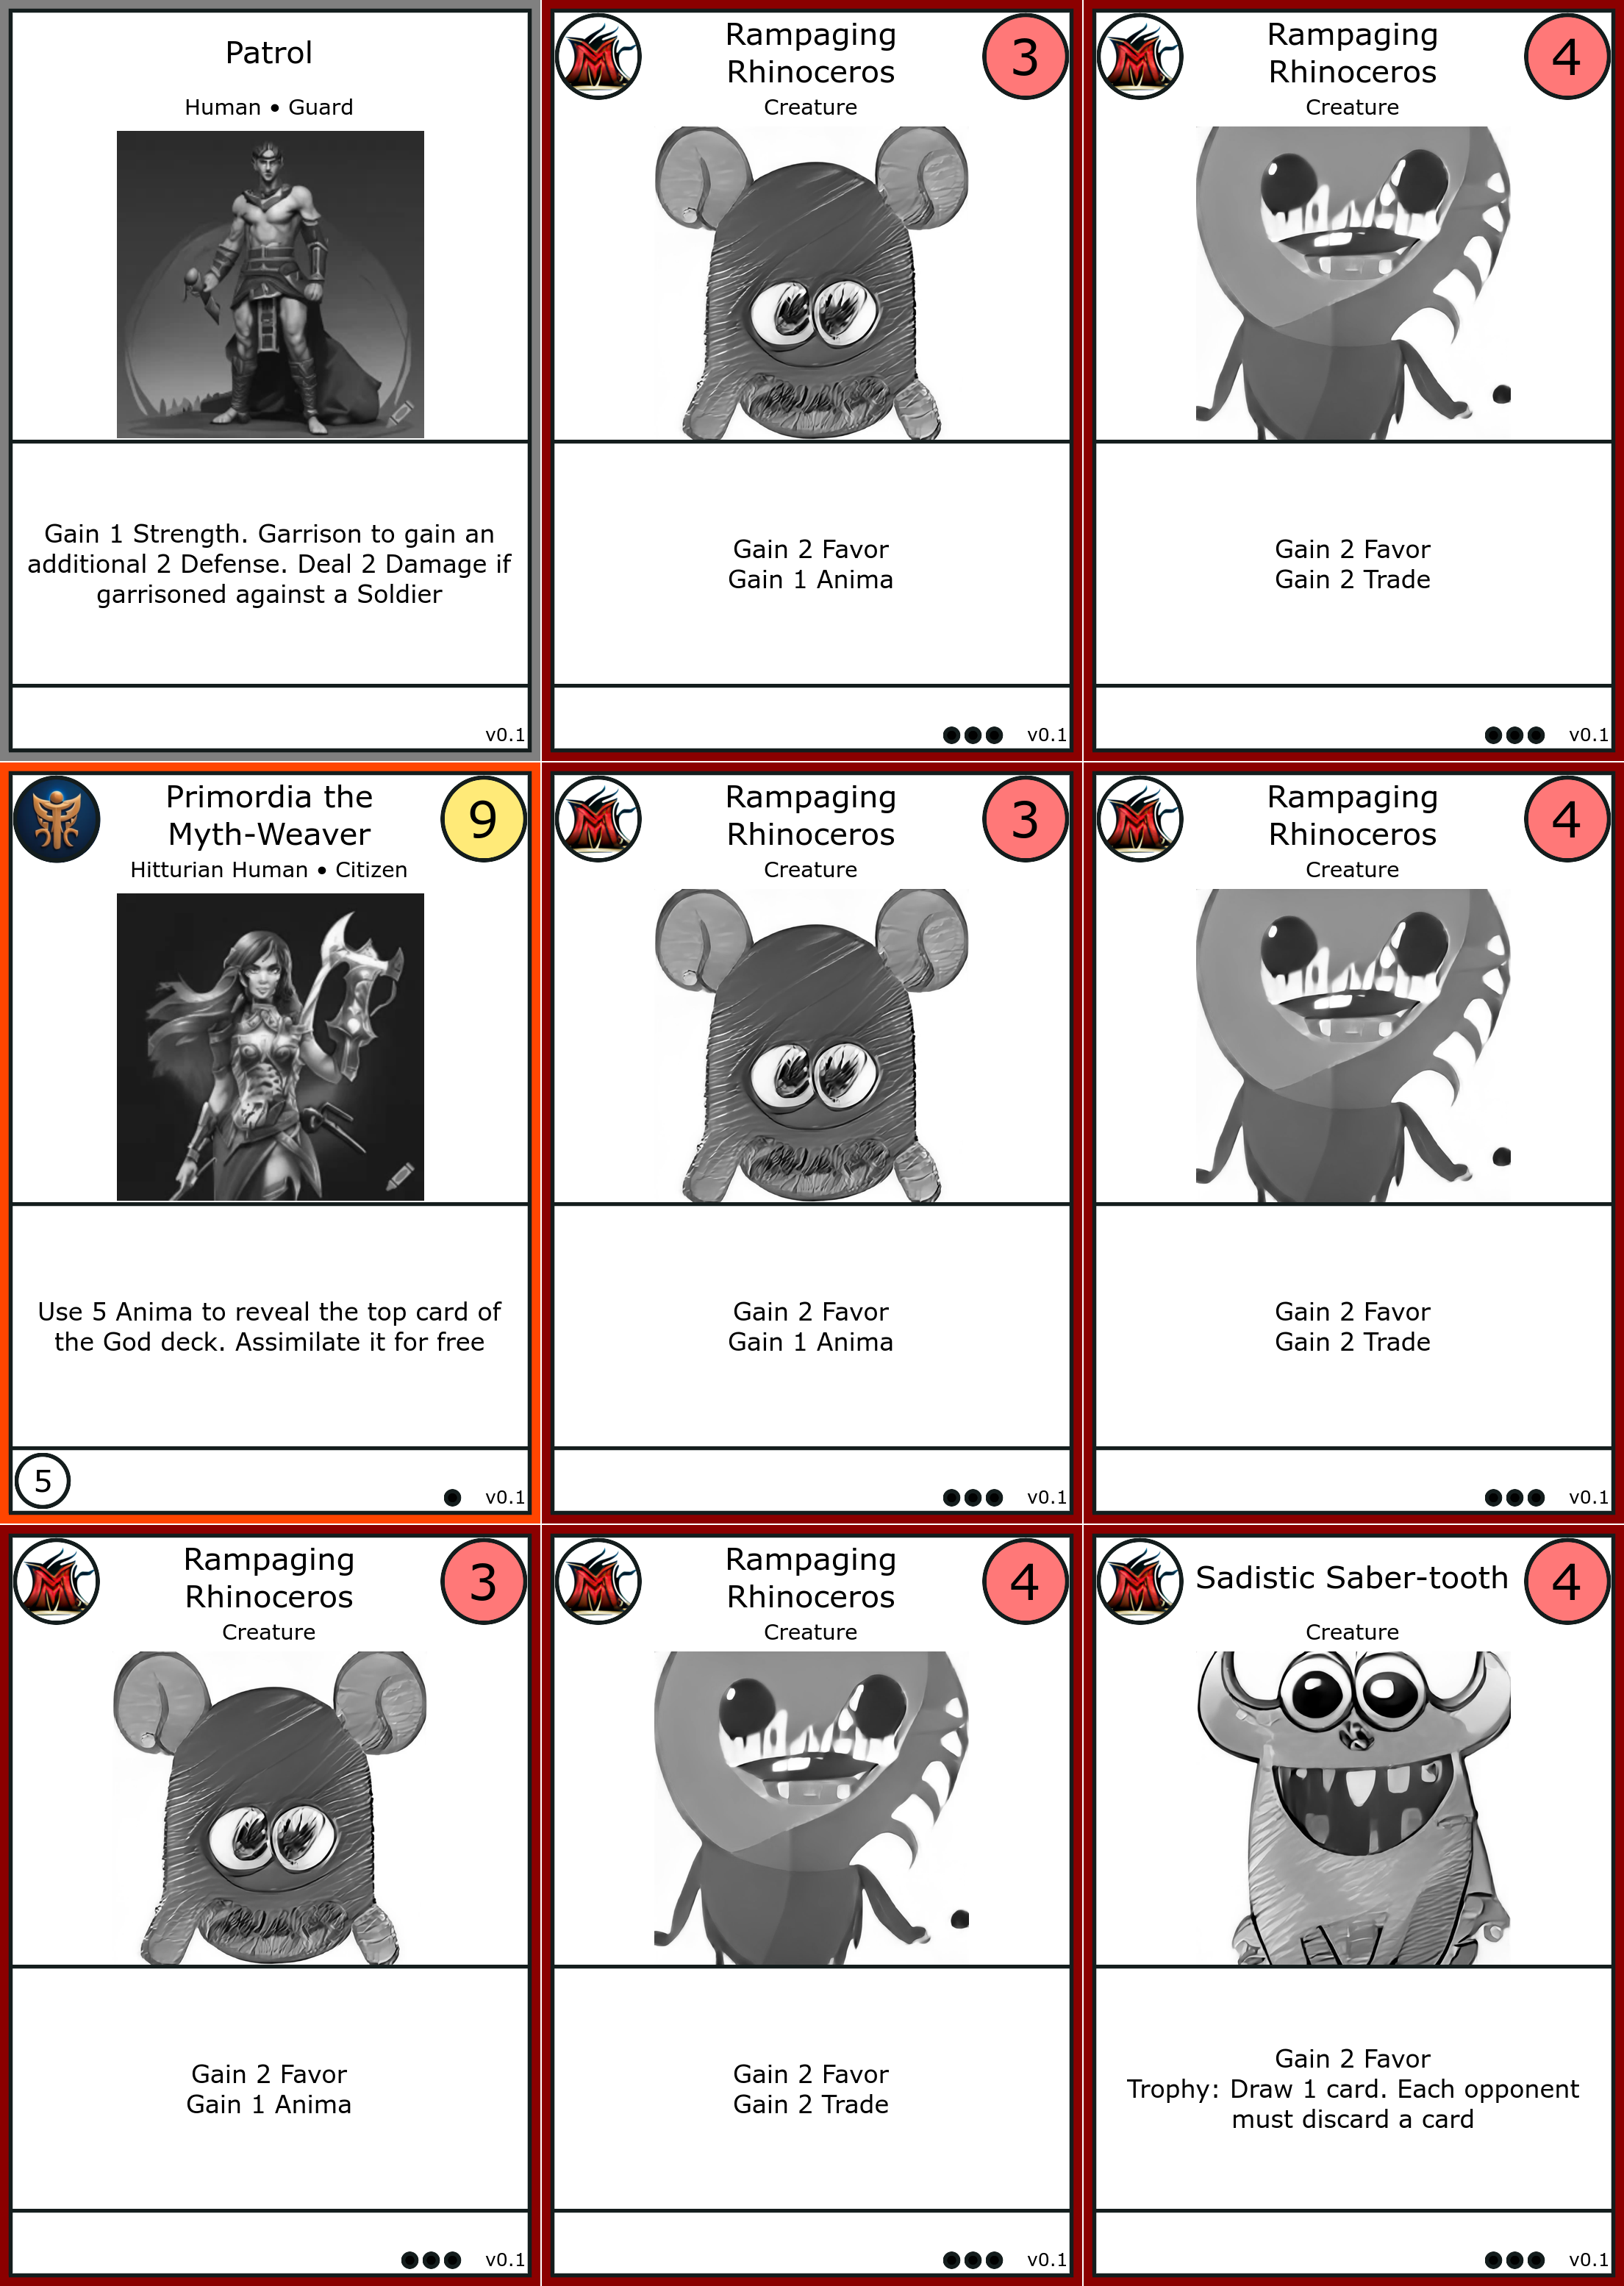 Patrol
Human • Guard
Gain 1 Strength. Garrison to gain an
additional 2 Defense. Deal 2 Damage if
garrisoned against a Soldier
v0.1
M
Rampaging
Rhinoceros
3
Creature
Gain 2 Favor
Gain 1 Anima
v0.1
M
Rampaging
Rhinoceros
4
Creature
Gain 2 Favor
Gain 2 Trade
v0.1
Primordia the
Myth-Weaver
9
Hitturian Human • Citizen
Use 5 Anima to reveal the top card of
the God deck. Assimilate it for free
5
v0.1
M
Rampaging
Rhinoceros
3
Creature
Gain 2 Favor
Gain 1 Anima
v0.1
M
Rampaging
Rhinoceros
4
Creature
Gain 2 Favor
Gain 2 Trade
v0.1
M
Rampaging
Rhinoceros
3
Creature
Gain 2 Favor
Gain 1 Anima
v0.1
M
Rampaging
Rhinoceros
4
Creature
Gain 2 Favor
Gain 2 Trade
v0.1
M
Sadistic Saber-tooth
4
Creature
Gain 2 Favor
Trophy: Draw 1 card. Each opponent
must discard a card
v0.1